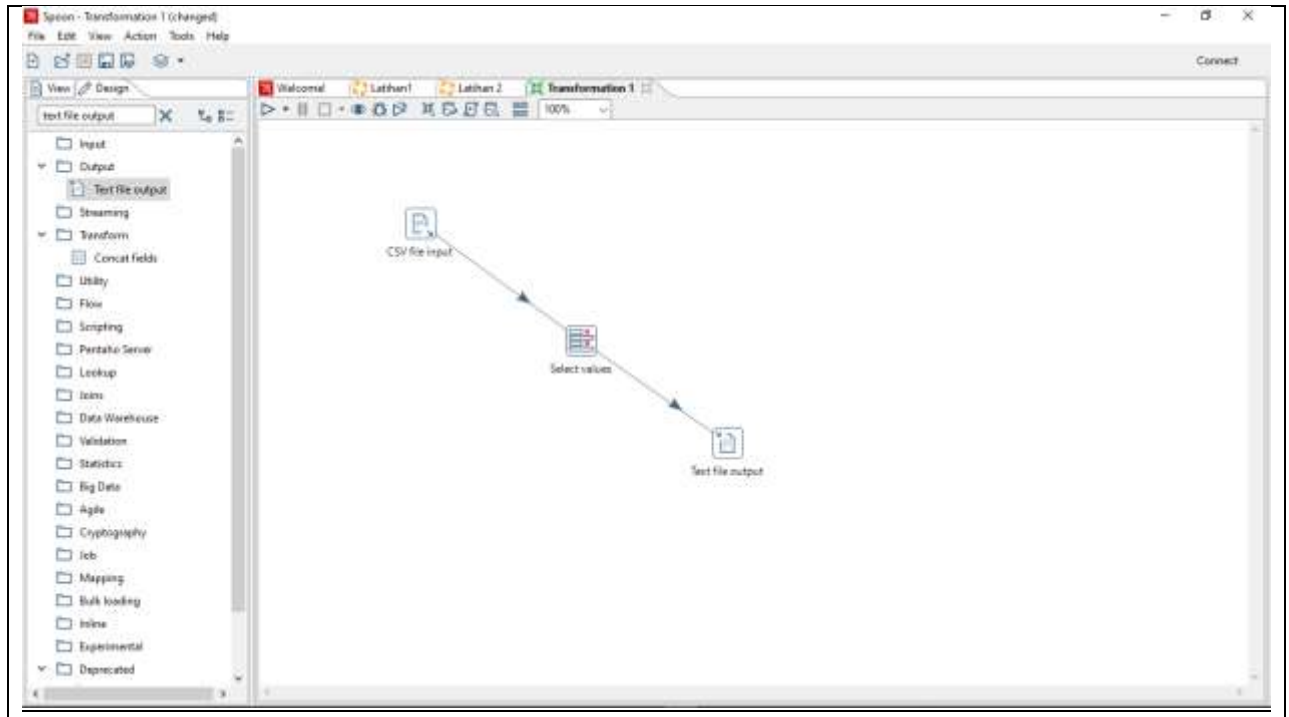 Spoon - Transformation 1 (changed)
File Edit View Action Tools Help
Connect
View Design
Welcome! Latihan1 Latihan 2 Transformation 1
text file output
100%
Input
Output
Text file output
Streaming
Transform
Concat fields
Utility
Flow
Scripting
Pentaho Server
Lookup
Joins
Data Warehouse
Validation
Statistics
Big Data
Agile
Cryptography
Job
Mapping
Bulk loading
Inline
Experimental
Deprecated
CSV file input
Select values
Text file output